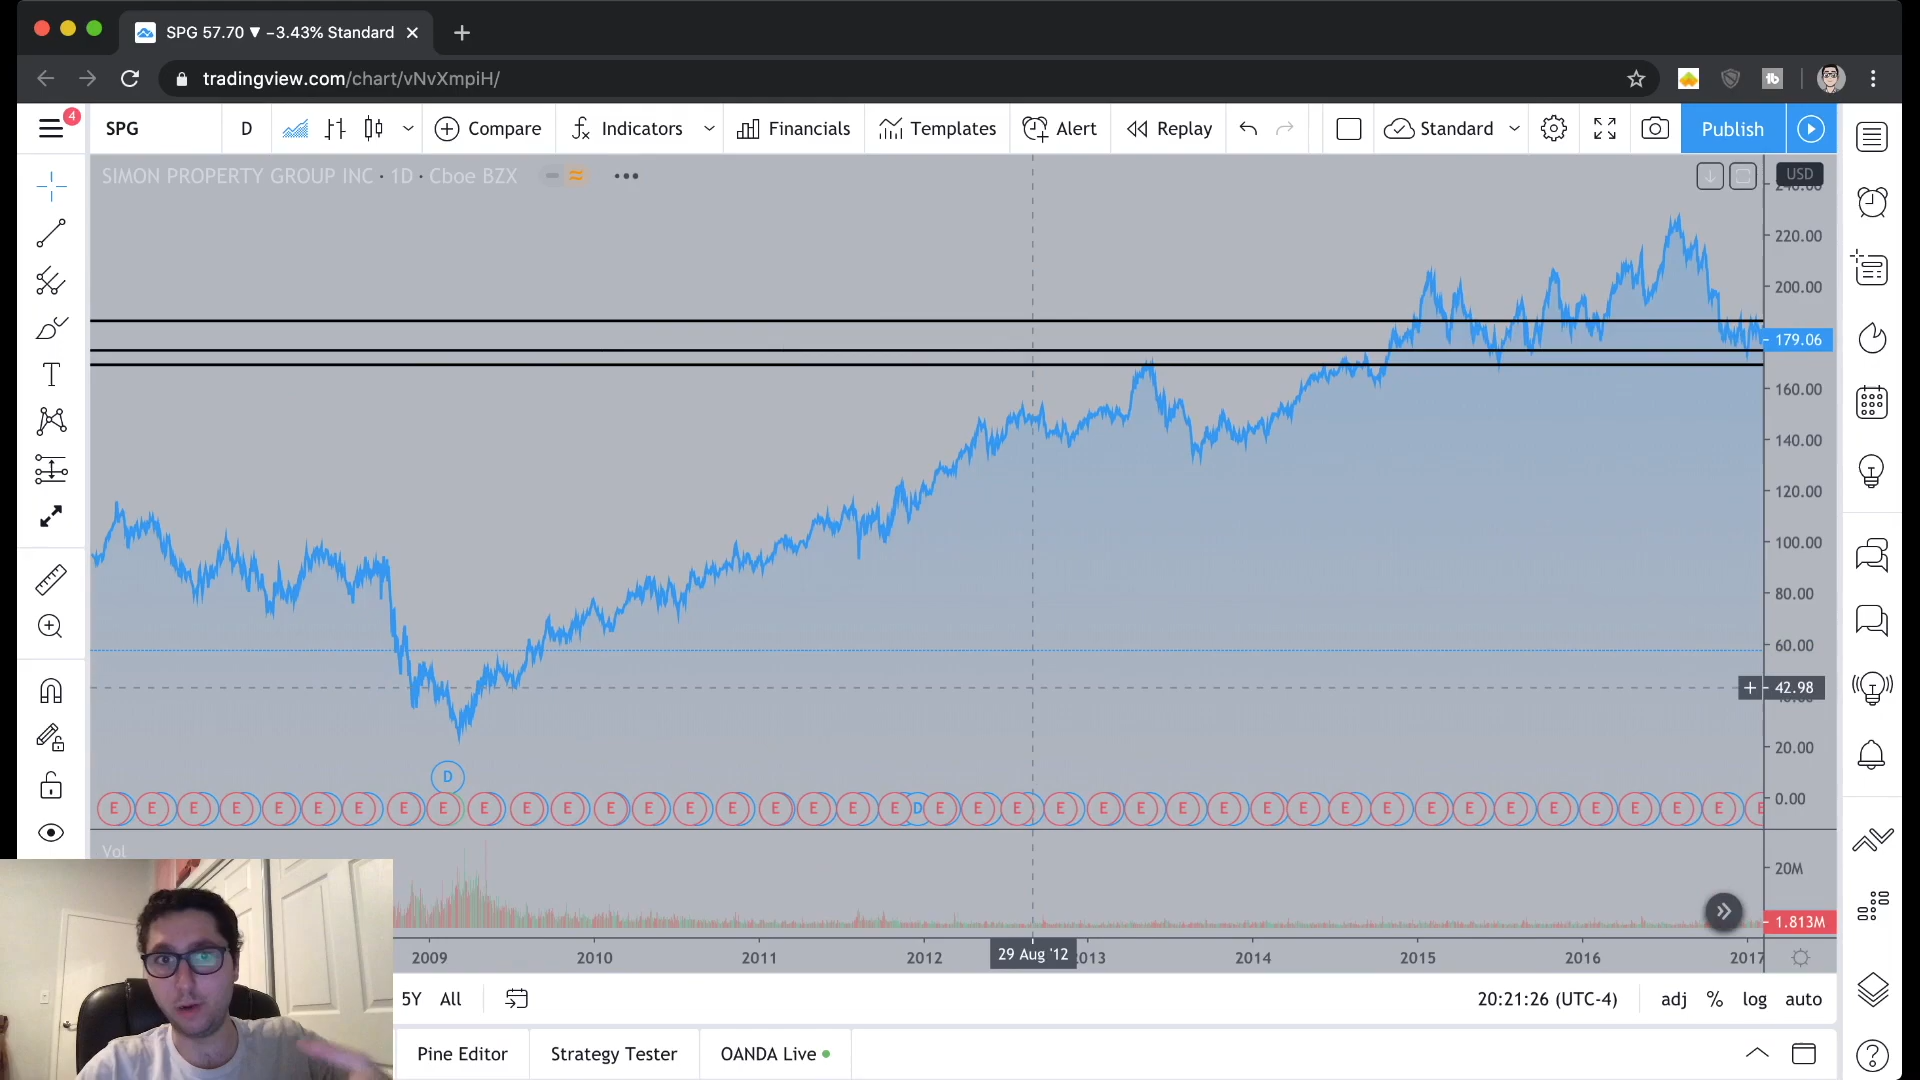 SPG 57.70 ▼ −3.43% Standard
tradingview.com/chart/vNvXmpiH/
4
SPG
D
Compare
Indicators
Financials
Templates
Alert
Replay
Standard
Publish
SIMON PROPERTY GROUP INC · 1D · Cboe BZX
USD
240.00
220.00
200.00
179.06
160.00
140.00
120.00
100.00
80.00
60.00
42.98
20.00
0.00
D
E E E E E E E E E E E E E E E E E E E D E E E E E E E E E E E E E E E E E E E E E
Vol
20M
1.813M
2009 2010 2011 2012 29 Aug '12 2013 2014 2015 2016 2017
5Y All
20:21:26 (UTC-4) adj % log auto
Pine Editor Strategy Tester OANDA Live